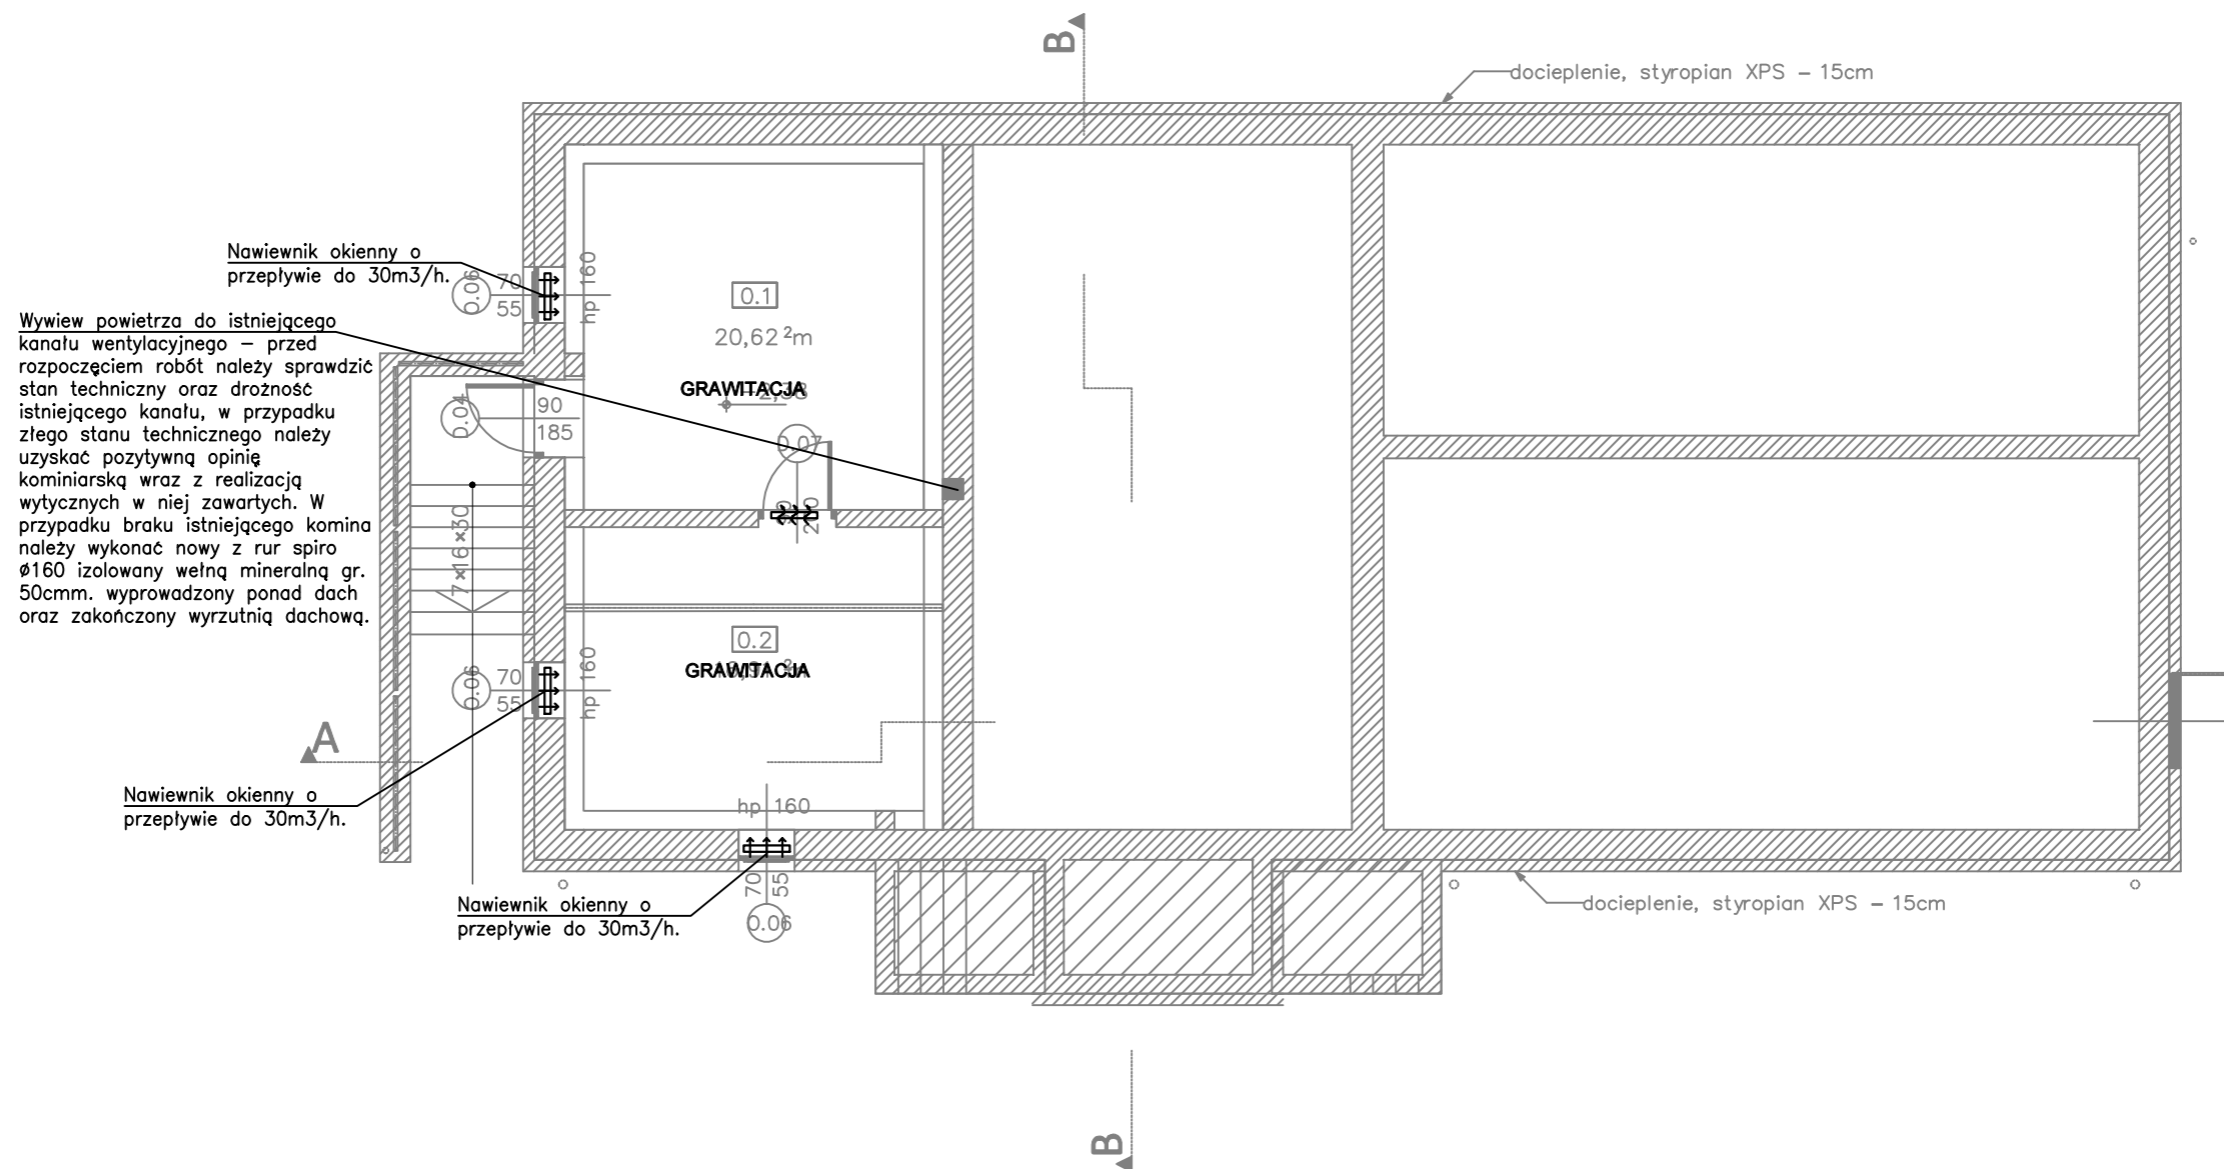 B
docieplenie, styropian XPS – 15cm
Nawiewnik okienny o
przepływie do 30m3/h.
0.06
70
55
hp 160
0.1
20,62 ²m
Wywiew powietrza do istniejącego
kanału wentylacyjnego – przed
rozpoczęciem robót należy sprawdzić
stan techniczny oraz drożność
istniejącego kanału, w przypadku
złego stanu technicznego należy
uzyskać pozytywną opinię
kominiarską wraz z realizacją
wytycznych w niej zawartych. W
przypadku braku istniejącego komina
należy wykonać nowy z rur spiro
ø160 izolowany wełną mineralną gr.
50cmm. wyprowadzony ponad dach
oraz zakończony wyrzutnią dachową.
GRAWITACJA
0.04
90
185
0.07
7x16x30
0.2
GRAWITACJA
0.06
70
55
hp 160
A
Nawiewnik okienny o
przepływie do 30m3/h.
hp 160
70
55
0.06
Nawiewnik okienny o
przepływie do 30m3/h.
docieplenie, styropian XPS – 15cm
B